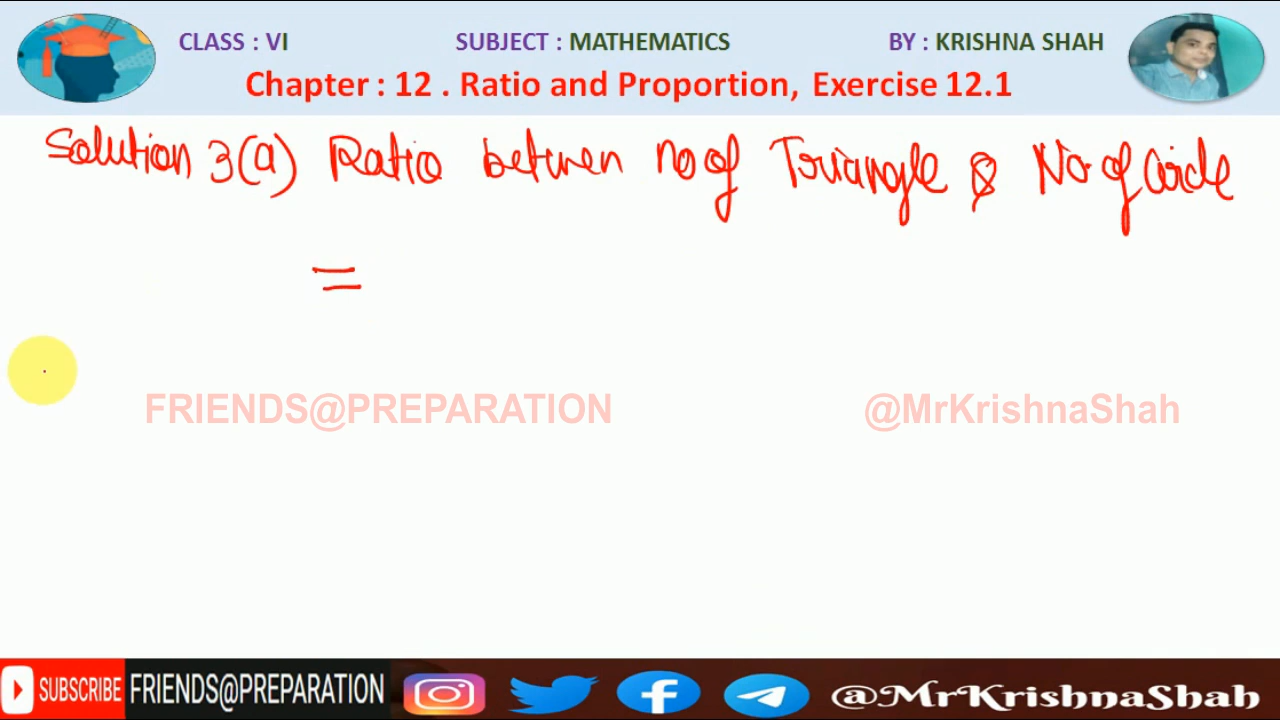 CLASS : VI SUBJECT : MATHEMATICS BY : KRISHNA SHAH
Chapter : 12 . Ratio and Proportion, Exercise 12.1
Solution 3(a) Ratio between no of Triangle & No. of Circle
=
FRIENDS@PREPARATION @MrKrishnaShah
SUBSCRIBE FRIENDS@PREPARATION @MrKrishnaShah